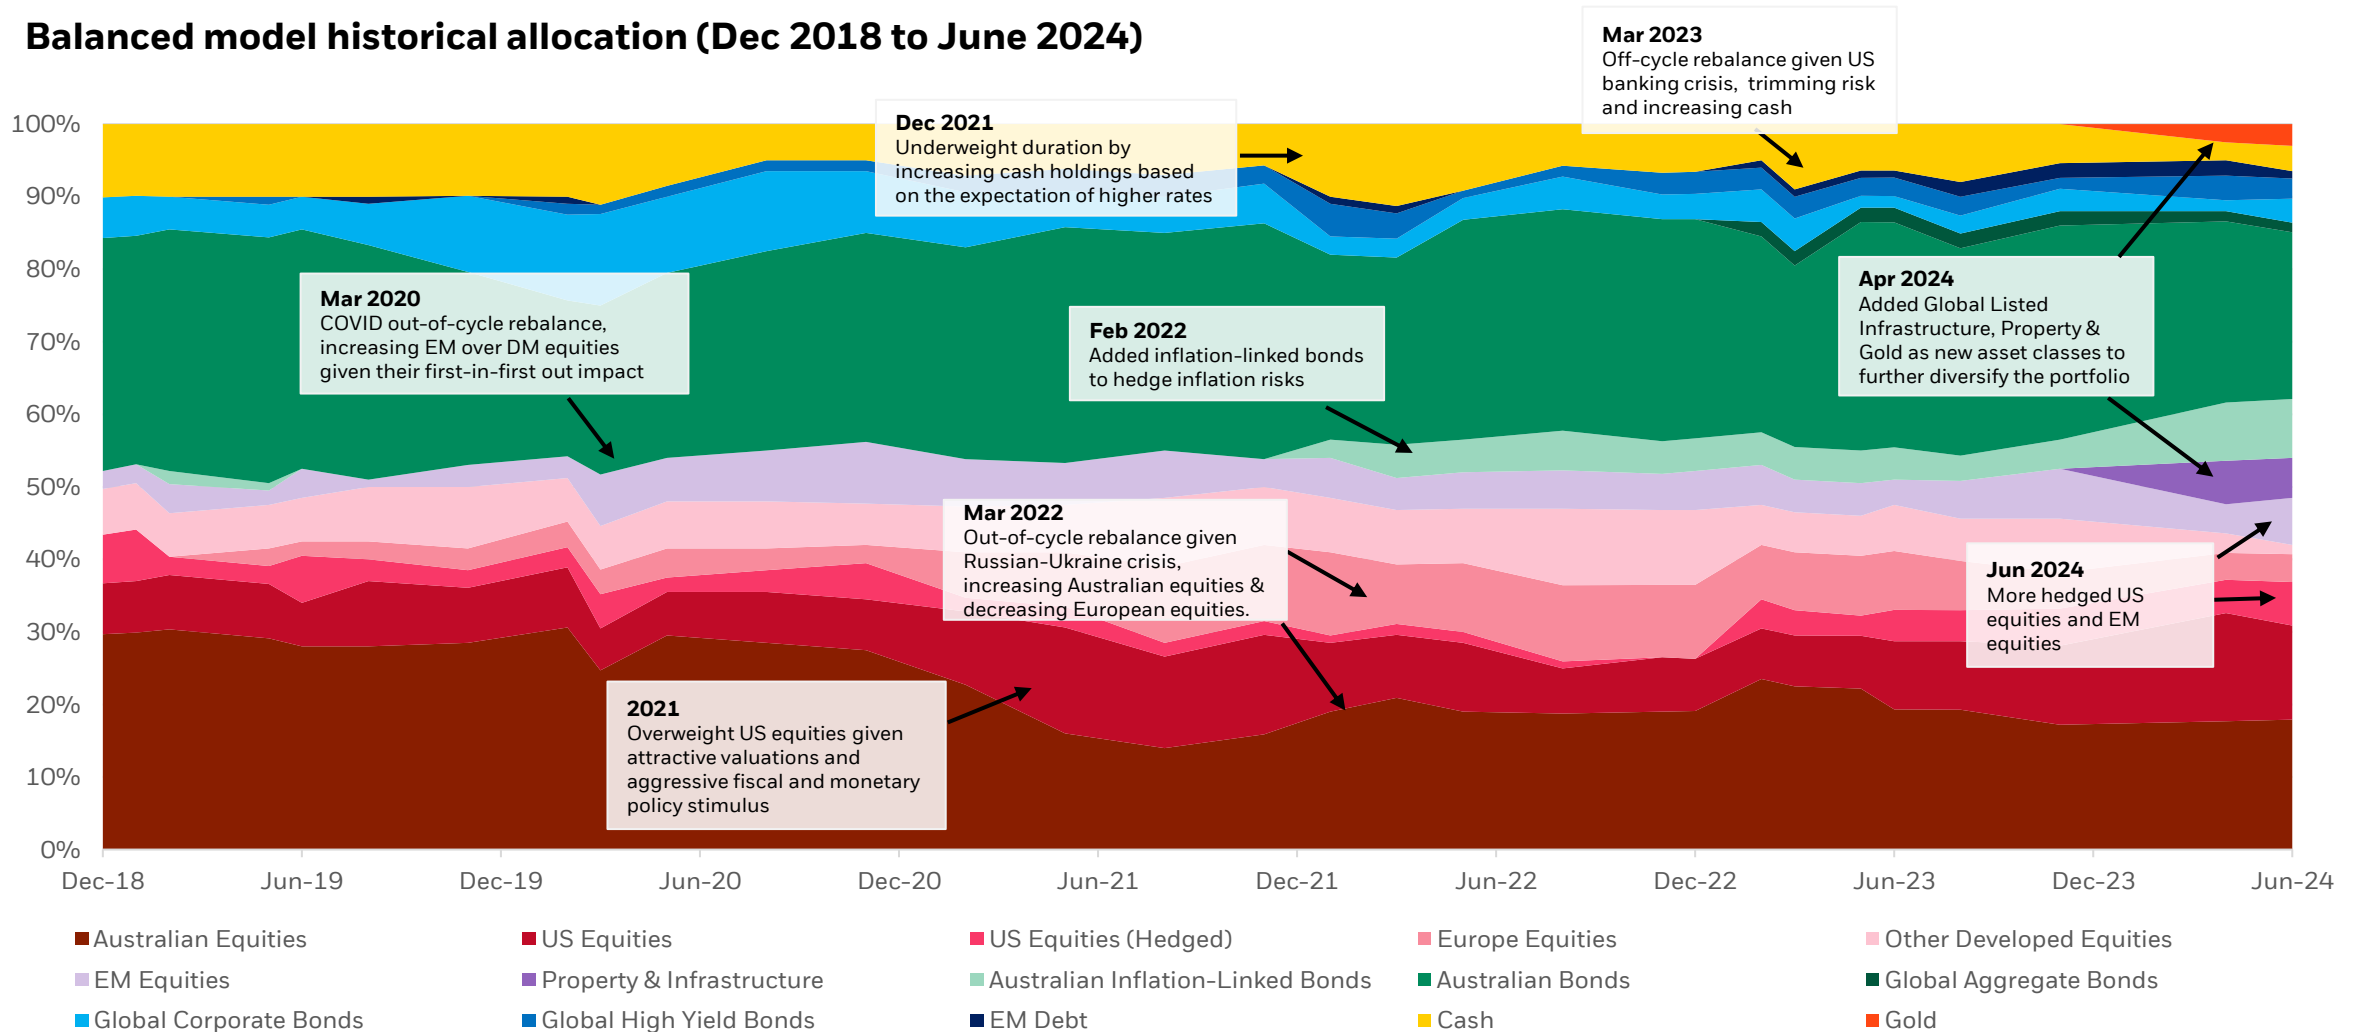 Balanced model historical allocation (Dec 2018 to June 2024)
Mar 2023
Off-cycle rebalance given US
banking crisis,  trimming risk
and increasing cash
Dec 2021
Underweight duration by
increasing cash holdings based
on the expectation of higher rates
Mar 2020
COVID out-of-cycle rebalance,
increasing EM over DM equities
given their first-in-first out impact
Feb 2022
Added inflation-linked bonds
to hedge inflation risks
Apr 2024
Added Global Listed
Infrastructure, Property &
Gold as new asset classes to
further diversify the portfolio
Mar 2022
Out-of-cycle rebalance given
Russian-Ukraine crisis,
increasing Australian equities &
decreasing European equities.
Jun 2024
More hedged US
equities and EM
equities
2021
Overweight US equities given
attractive valuations and
aggressive fiscal and monetary
policy stimulus
100%
90%
80%
70%
60%
50%
40%
30%
20%
10%
0%
Dec-18 Jun-19 Dec-19 Jun-20 Dec-20 Jun-21 Dec-21 Jun-22 Dec-22 Jun-23 Dec-23 Jun-24
Australian Equities US Equities US Equities (Hedged) Europe Equities Other Developed Equities
EM Equities Property & Infrastructure Australian Inflation-Linked Bonds Australian Bonds Global Aggregate Bonds
Global Corporate Bonds Global High Yield Bonds EM Debt Cash Gold